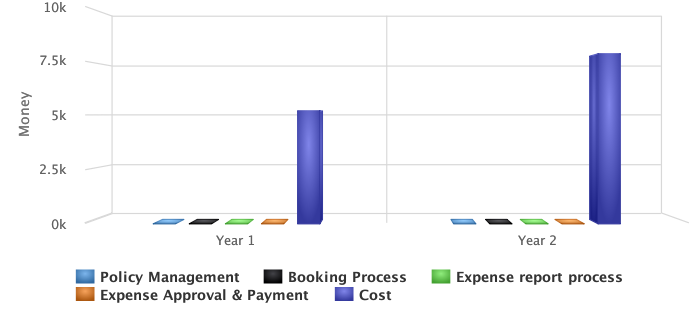 10k
7.5k
5k
2.5k
0k
Money
Year 1 Year 2
Policy Management Booking Process Expense report process
Expense Approval & Payment Cost